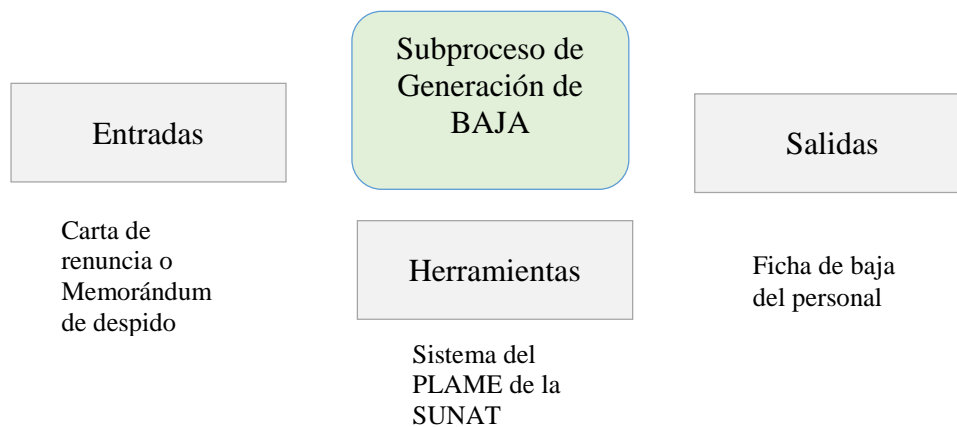 Subproceso de
Generación de
BAJA
Entradas
Salidas
Carta de
renuncia o
Memorándum
de despido
Herramientas
Ficha de baja
del personal
Sistema del
PLAME de la
SUNAT